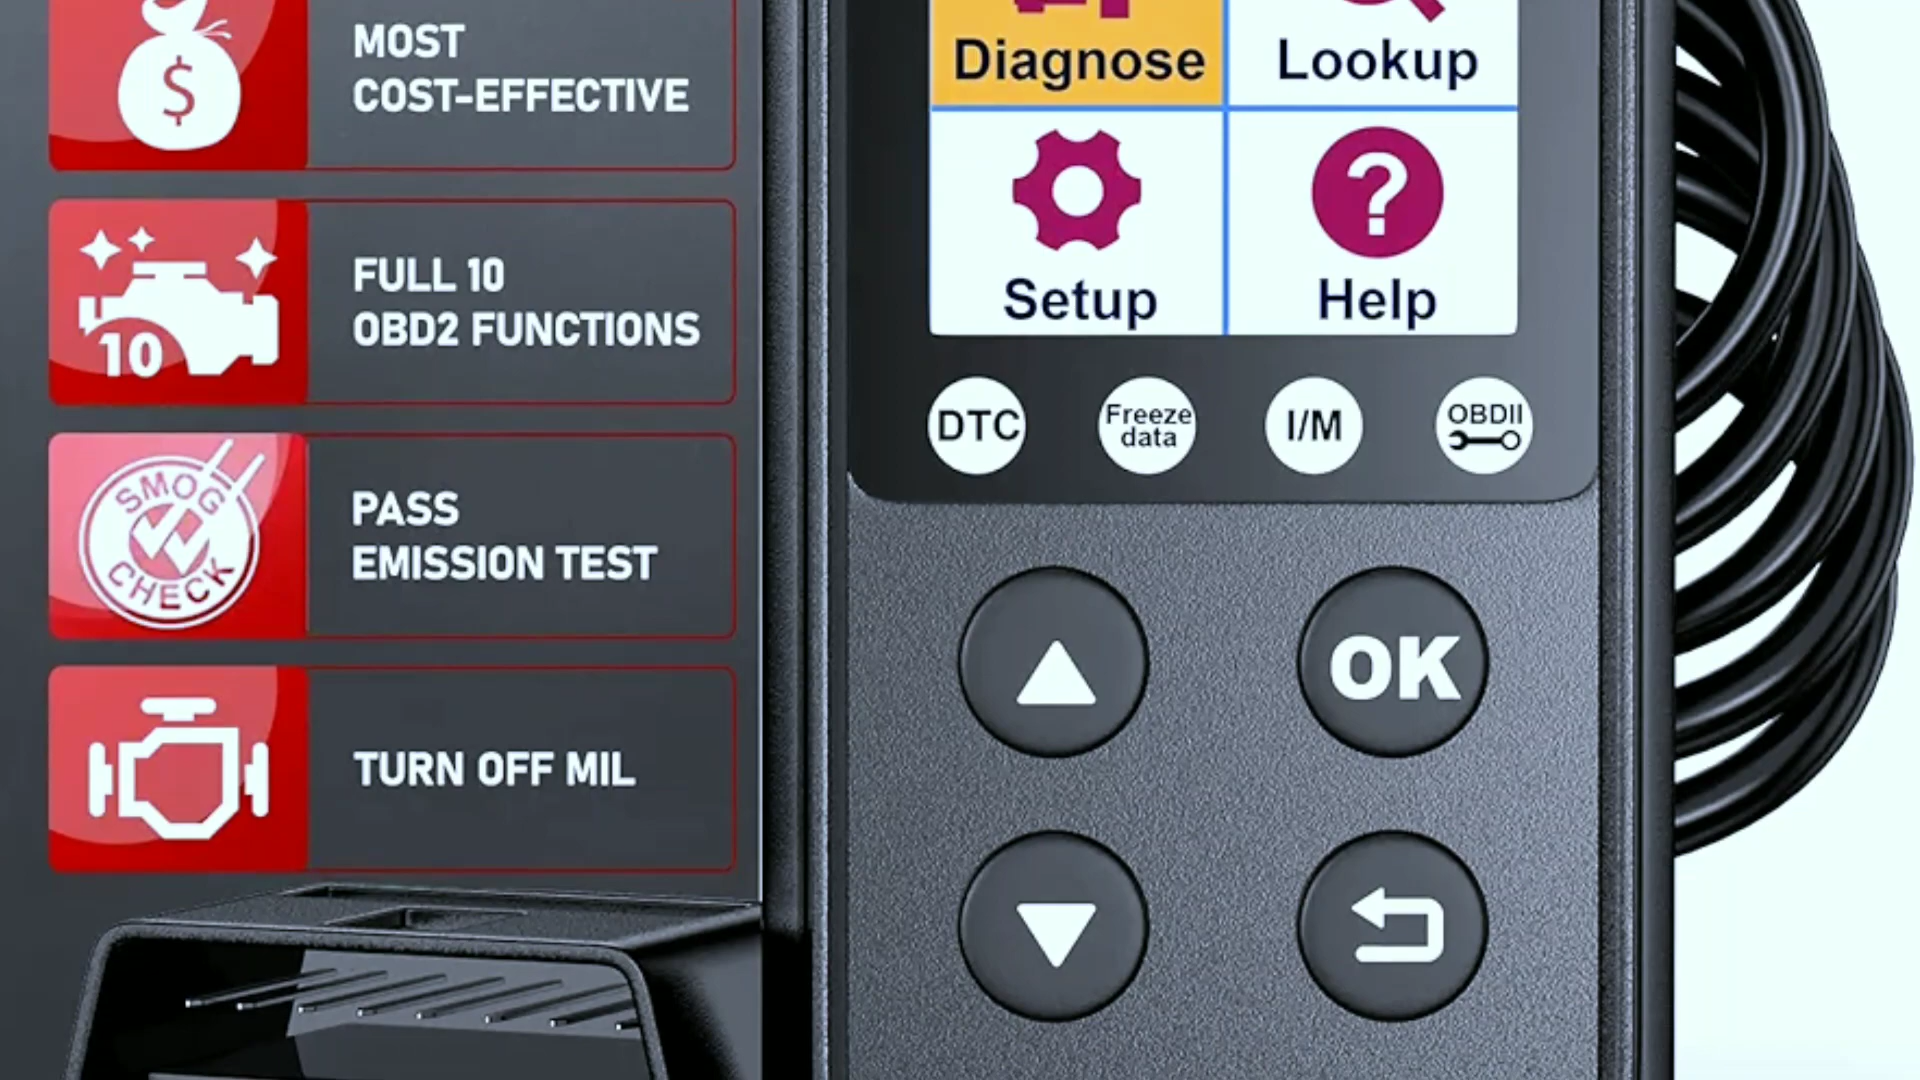 MOST
COST-EFFECTIVE
$
FULL 10
OBD2 FUNCTIONS
10
PASS
EMISSION TEST
SMOG
CHECK
TURN OFF MIL
Diagnose
Lookup
Setup
?
Help
DTC
Freeze
data
I/M
OBDII
OK